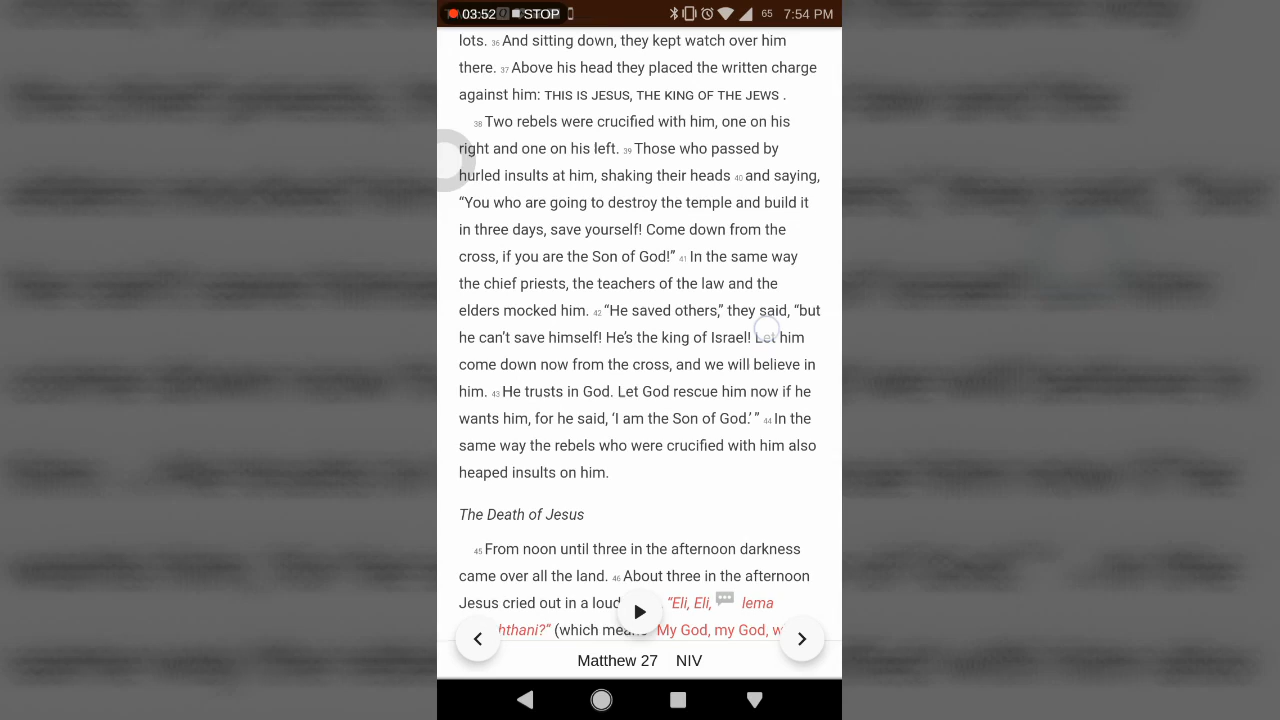 03:52 STOP 65 7:54 PM
lots. 36 And sitting down, they kept watch over him
there. 37 Above his head they placed the written charge
against him: THIS IS JESUS, THE KING OF THE JEWS .
38 Two rebels were crucified with him, one on his
right and one on his left. 39 Those who passed by
hurled insults at him, shaking their heads 40 and saying,
“You who are going to destroy the temple and build it
in three days, save yourself! Come down from the
cross, if you are the Son of God!” 41 In the same way
the chief priests, the teachers of the law and the
elders mocked him. 42 “He saved others,” they said, “but
he can’t save himself! He’s the king of Israel! Let him
come down now from the cross, and we will believe in
him. 43 He trusts in God. Let God rescue him now if he
wants him, for he said, ‘I am the Son of God.’ ” 44 In the
same way the rebels who were crucified with him also
heaped insults on him.
The Death of Jesus
45 From noon until three in the afternoon darkness
came over all the land. 46 About three in the afternoon
Jesus cried out in a loud “Eli, Eli, lema
hthani?” (which means My God, my God, w
Matthew 27 NIV